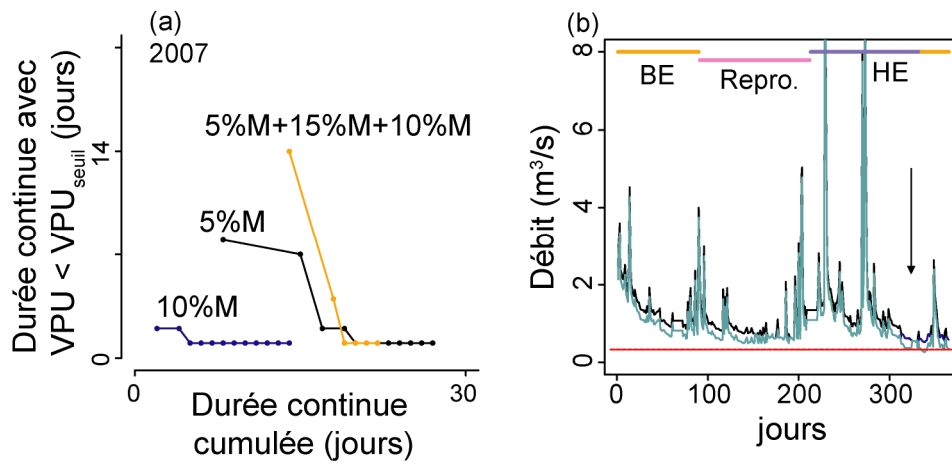 (a)
2007
Durée continue avec
VPU < VPUseuil (jours)
14
0
5%M+15%M+10%M
5%M
10%M
0
30
Durée continue
cumulée (jours)
(b)
Débit (m³/s)
8
6
4
2
0
BE
Repro.
HE
0
100
200
300
jours